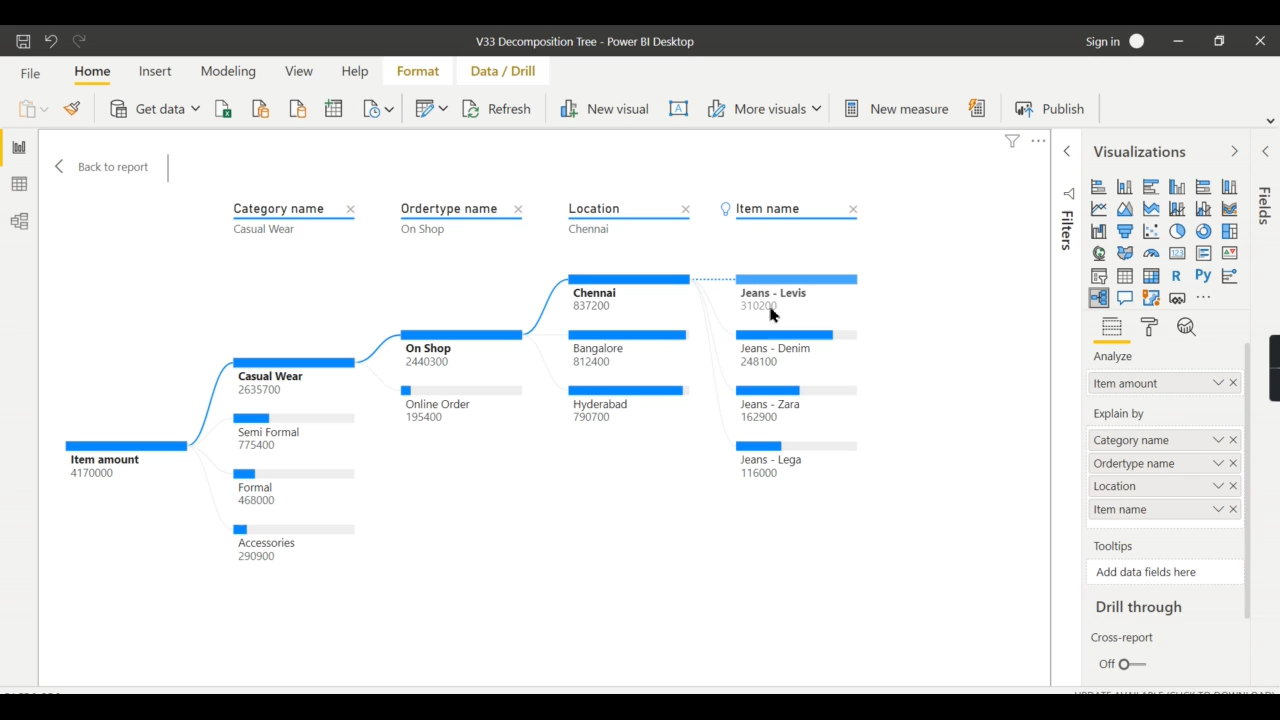 V33 Decomposition Tree - Power BI Desktop
Sign in
File
Home
Insert
Modeling
View
Help
Format
Data / Drill
Get data
Refresh
New visual
More visuals
New measure
Publish
Back to report
Category name
Casual Wear
Ordertype name
On Shop
Location
Chennai
Item name
Item amount
4170000
Casual Wear
2635700
Semi Formal
775400
Formal
468000
Accessories
290900
On Shop
2440300
Online Order
195400
Chennai
837200
Bangalore
812400
Hyderabad
790700
Jeans - Levis
310200
Jeans - Denim
248100
Jeans - Zara
162900
Jeans - Lega
116000
Filters
Visualizations
R
Py
123
Analyze
Item amount
Explain by
Category name
Ordertype name
Location
Item name
Tooltips
Add data fields here
Drill through
Cross-report
Off
Fields